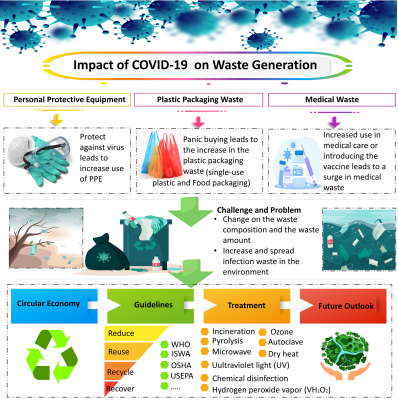 Impact of COVID-19 on Waste Generation
Personal Protective Equipment
Plastic Packaging Waste
Medical Waste
Protect
against virus
leads to
increase use
of PPE
Panic buying leads to
the increase in the
plastic packaging
waste (single-use
plastic and Food packaging)
Increased use in
medical care or
introducing the
vaccine leads to a
surge in medical
waste
Challenge and Problem
• Change on the waste
composition and the waste
amount
• Increase and spread
infection waste in the
environment
Circular Economy
Guidelines
Treatment
Future Outlook
Reduce
Reuse
Recycle
Recover
WHO
ISWA
OSHA
USEPA
.....
Incineration
Pyrolysis
Microwave
Ozone
Autoclave
Dry heat
Uultraviolet light (UV)
Chemical disinfection
Hydrogen peroxide vapor (VH₂O₂)